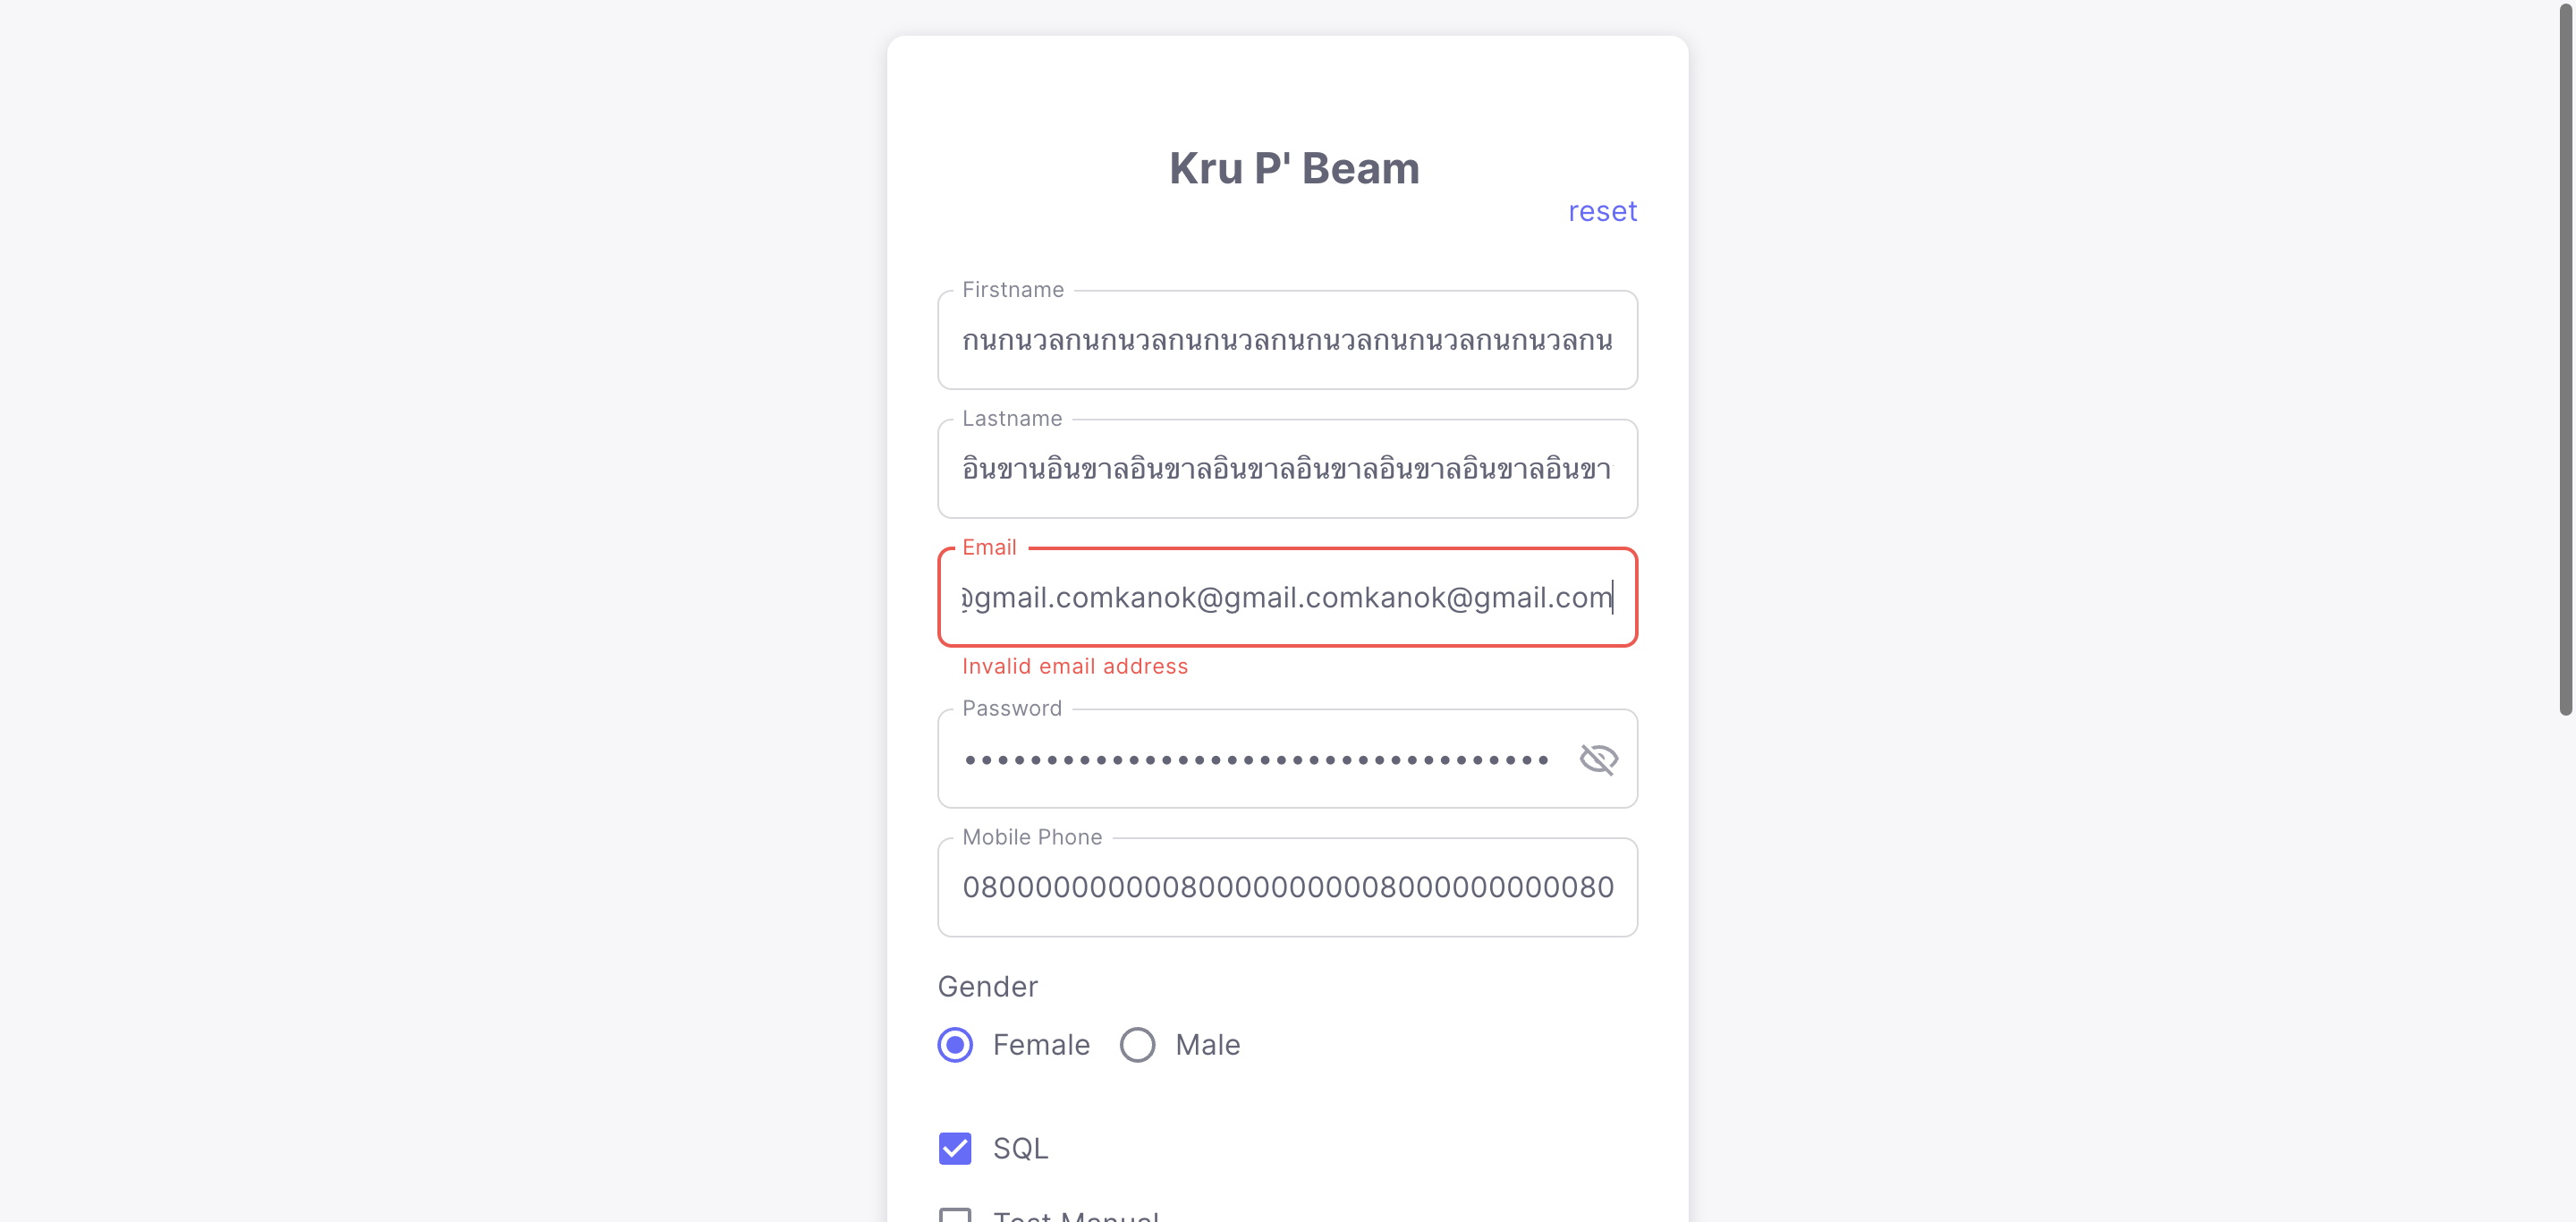 Kru P' Beam
reset
Firstname
กนกนวลกนกนวลกนกนวลกนกนวลกนกนวลกนกนวลกน
Lastname
อินขานอินขาลอินขาลอินขาลอินขาลอินขาลอินขาลอินขา
Email
@gmail.comkanok@gmail.comkanok@gmail.com
Invalid email address
Password
Mobile Phone
080000000000800000000008000000000080
Gender
Female Male
SQL
Test Manual